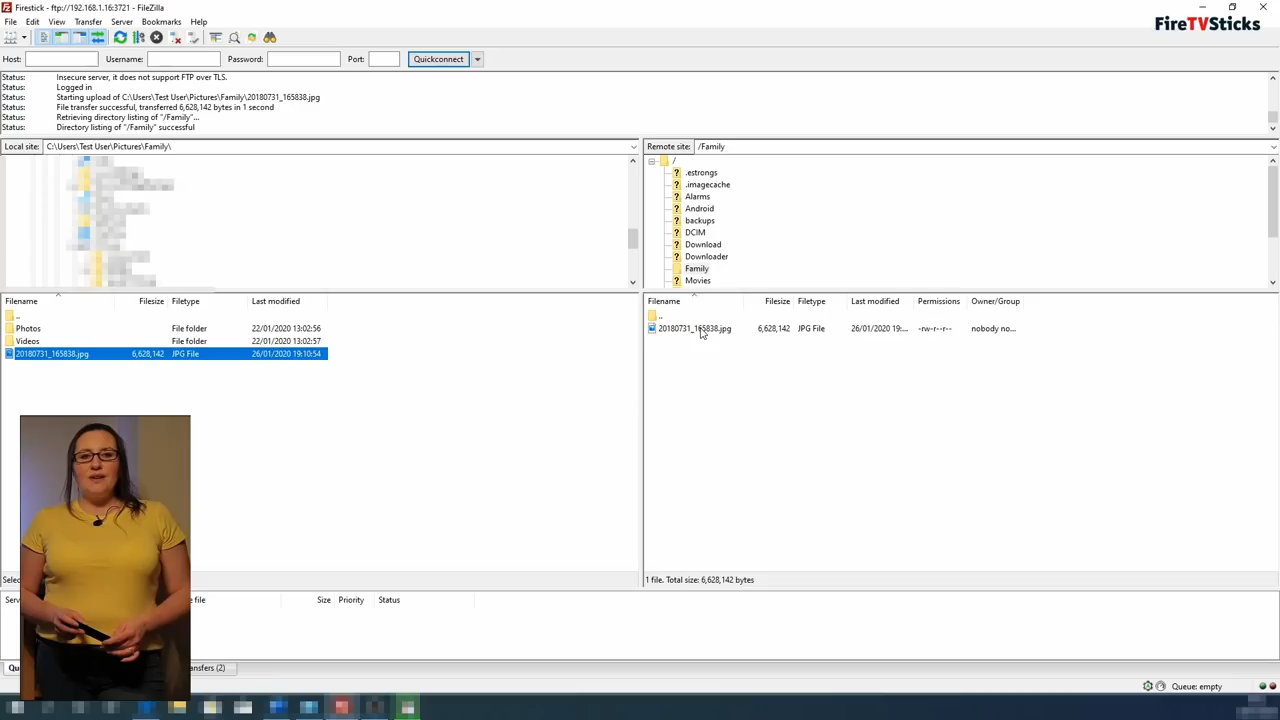 Firestick - ftp://192.168.1.16:3721 - FileZilla
File Edit View Transfer Server Bookmarks Help
FireTVSticks
Host: Username: Password: Port: Quickconnect
Status: Insecure server, it does not support FTP over TLS.
Status: Logged in
Status: Starting upload of C:\Users\Test User\Pictures\Family\20180731_165838.jpg
Status: File transfer successful, transferred 6,628,142 bytes in 1 second
Status: Retrieving directory listing of "/Family"...
Status: Directory listing of "/Family" successful
Local site: C:\Users\Test User\Pictures\Family\
Remote site: /Family
/
.estrongs
.imagecache
Alarms
Android
backups
DCIM
Download
Downloader
Family
Movies
Filename Filesize Filetype Last modified
..
Photos File folder 22/01/2020 13:02:56
Videos File folder 22/01/2020 13:02:57
20180731_165838.jpg 6,628,142 JPG File 26/01/2020 19:10:54
Filename Filesize Filetype Last modified Permissions Owner/Group
..
20180731_165838.jpg 6,628,142 JPG File 26/01/2020 19:... -rw-r--r-- nobody no...
1 file. Total size: 6,628,142 bytes
file Size Priority Status
(2)
Queue: empty